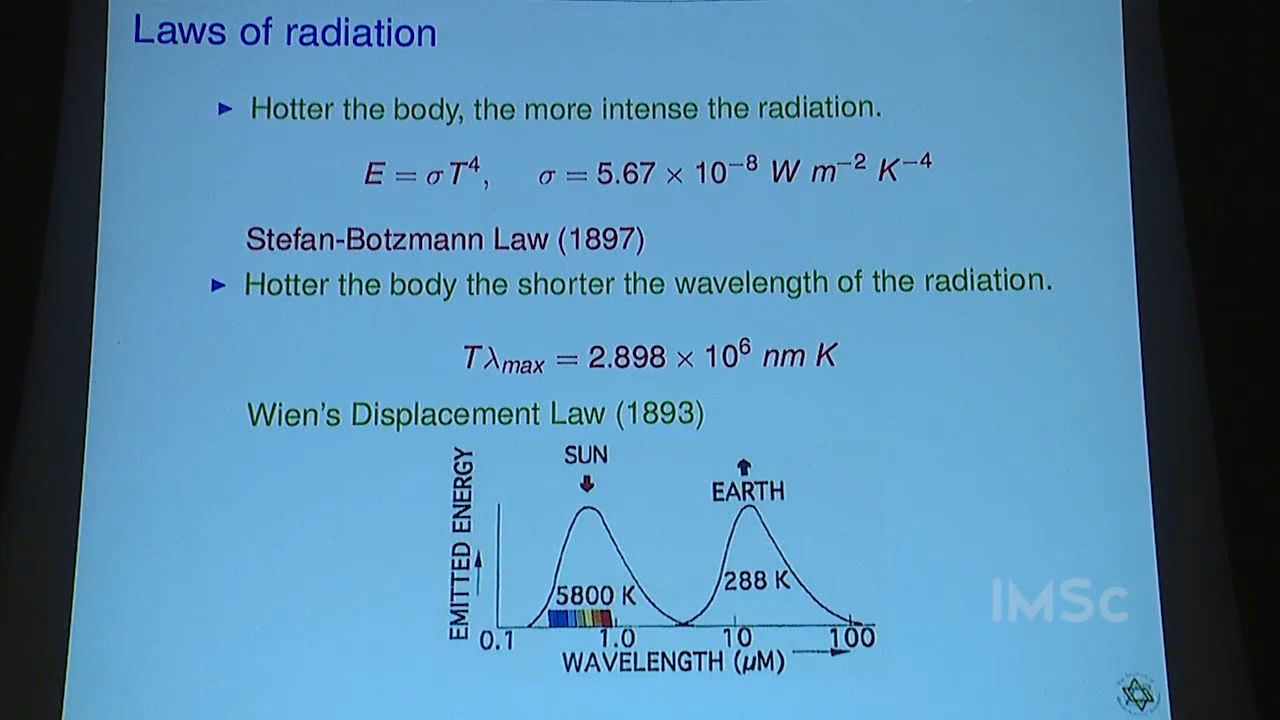 Laws of radiation
► Hotter the body, the more intense the radiation.
E = σT⁴, σ = 5.67 × 10⁻⁸ W m⁻² K⁻⁴
Stefan-Botzmann Law (1897)
► Hotter the body the shorter the wavelength of the radiation.
Tλmax = 2.898 × 10⁶ nm K
Wien's Displacement Law (1893)
EMITTED ENERGY
SUN
EARTH
5800 K
288 K
0.1 1.0 10 100
WAVELENGTH (μM)
IMSc